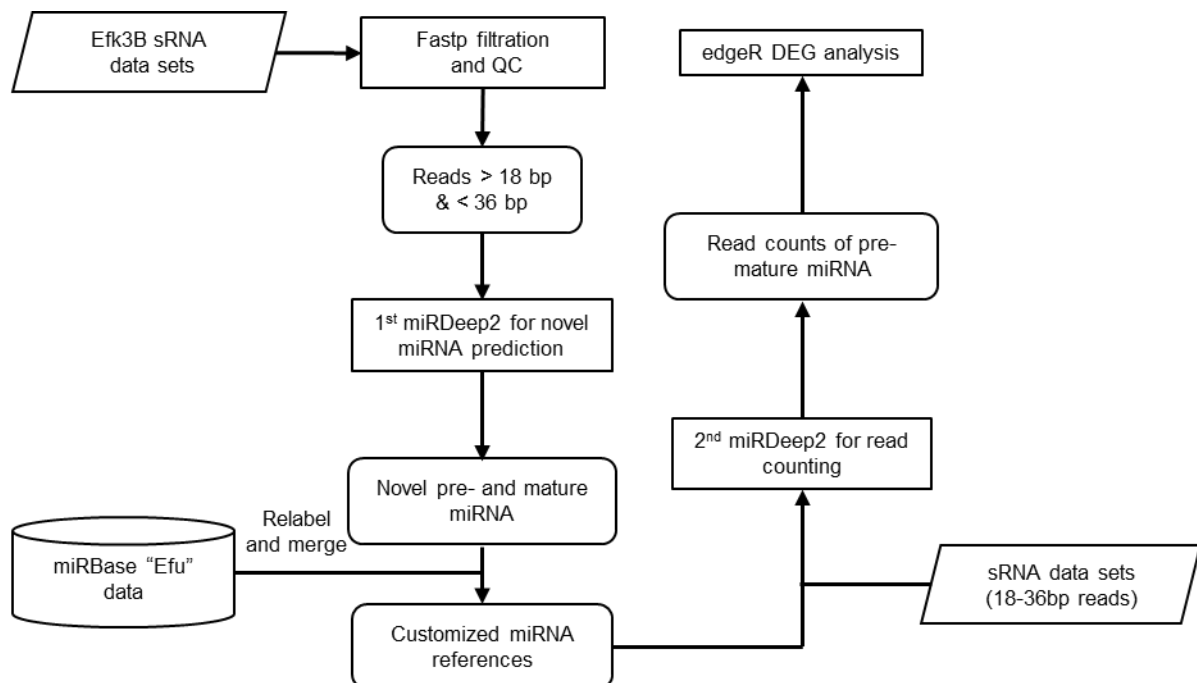 Efk3B sRNA
data sets
Fastp filtration
and QC
Reads > 18 bp
& < 36 bp
1st miRDeep2 for novel
miRNA prediction
Novel pre- and mature
miRNA
Relabel
and merge
miRBase “Efu”
data
Customized miRNA
references
sRNA data sets
(18-36bp reads)
2nd miRDeep2 for read
counting
Read counts of pre-
mature miRNA
edgeR DEG analysis